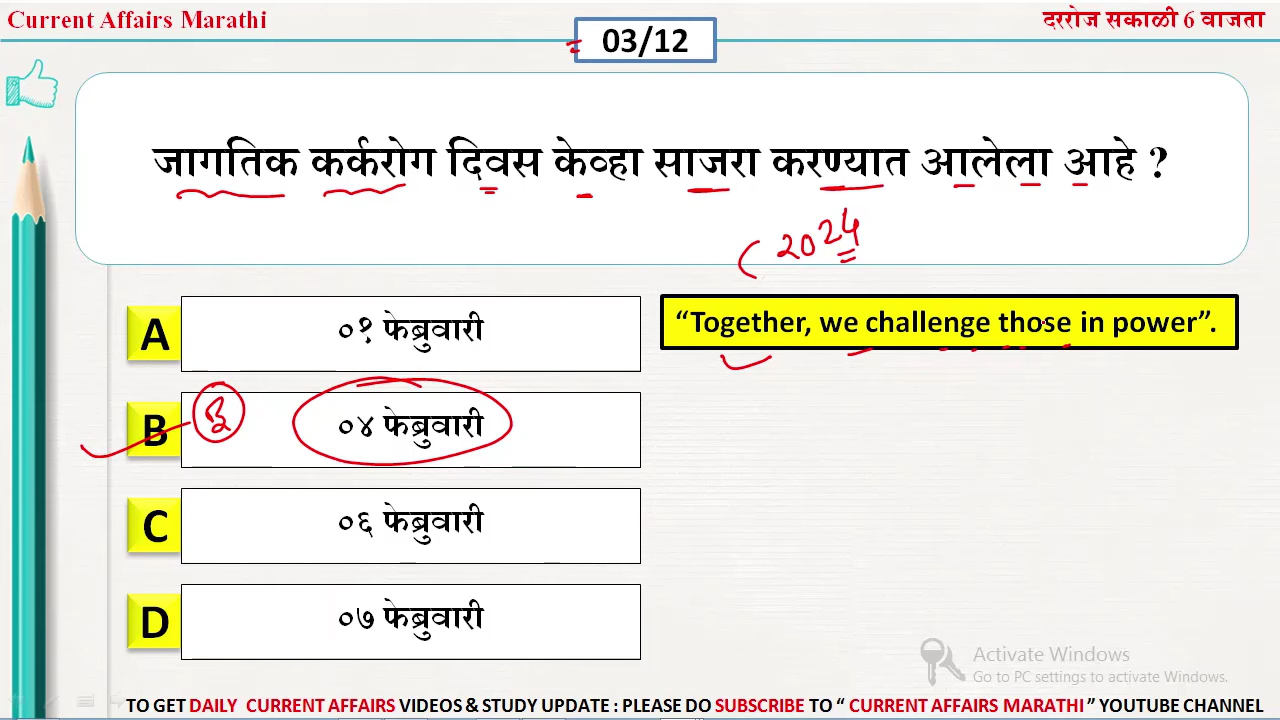 Current Affairs Marathi
दररोज सकाळी 6 वाजता
03/12
जागतिक कर्करोग दिवस केव्हा साजरा करण्यात आलेला आहे ?
(2024
A
०१ फेब्रुवारी
“Together, we challenge those in power”.
B
०४ फेब्रुवारी
C
०६ फेब्रुवारी
D
०७ फेब्रुवारी
Activate Windows
Go to PC settings to activate Windows.
TO GET DAILY CURRENT AFFAIRS VIDEOS & STUDY UPDATE : PLEASE DO SUBSCRIBE TO “ CURRENT AFFAIRS MARATHI ” YOUTUBE CHANNEL